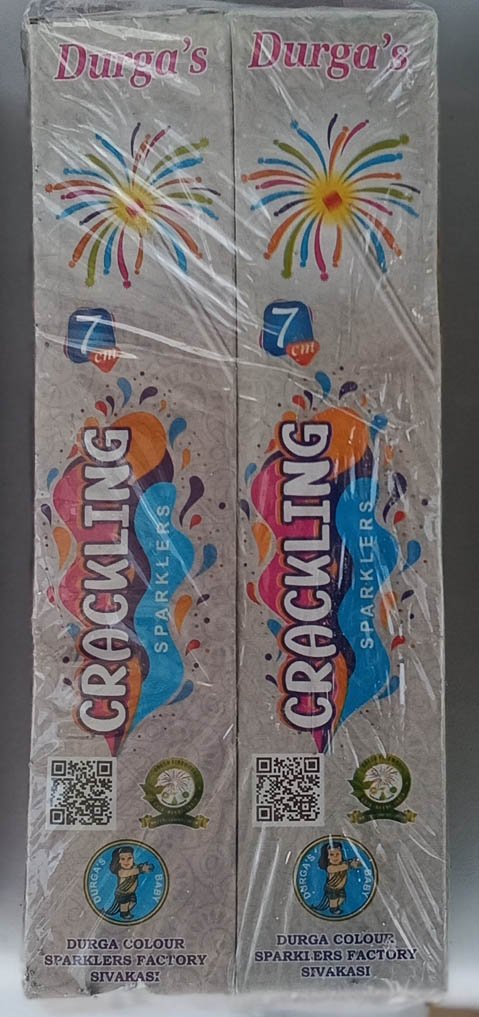 Durga's
7
cm
CRACKLING
SPARKLERS
DURGA'S BABY
DURGA COLOUR
SPARKLERS FACTORY
SIVAKASI
Durga's
7
cm
CRACKLING
SPARKLERS
DURGA'S BABY
DURGA COLOUR
SPARKLERS FACTORY
SIVAKASI